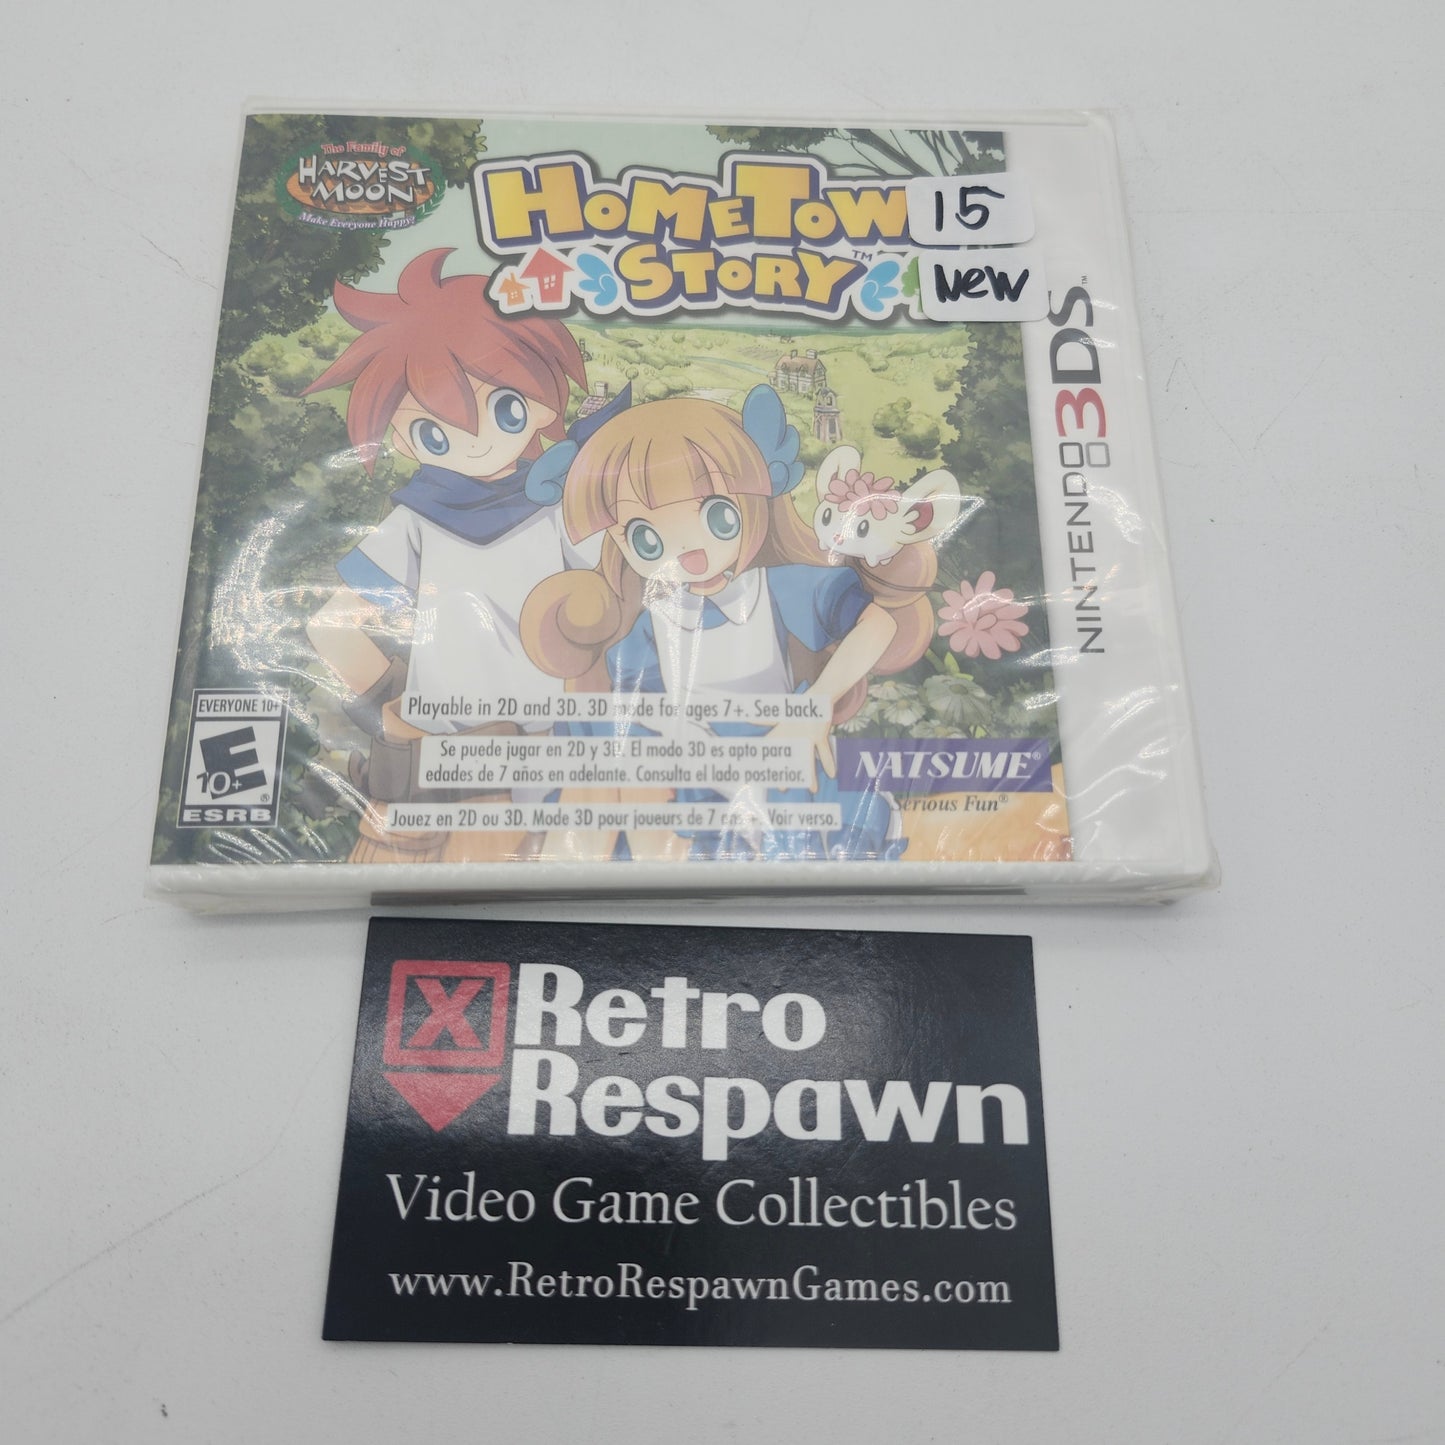 The Family of
HARVEST
MOON
Make Everyone Happy!
HOMETOW
STORY™
15
New
NINTENDO3DS™
EVERYONE 10+
E
10+
ESRB
®
Playable in 2D and 3D. 3D mode for ages 7+. See back.
Se puede jugar en 2D y 3D. El modo 3D es apto para
edades de 7 años en adelante. Consulta el lado posterior.
Jouez en 2D ou 3D. Mode 3D pour joueurs de 7 ans +. Voir verso.
NATSUME®
Serious Fun®
X Retro
Respawn
Video Game Collectibles
www.RetroRespawnGames.com